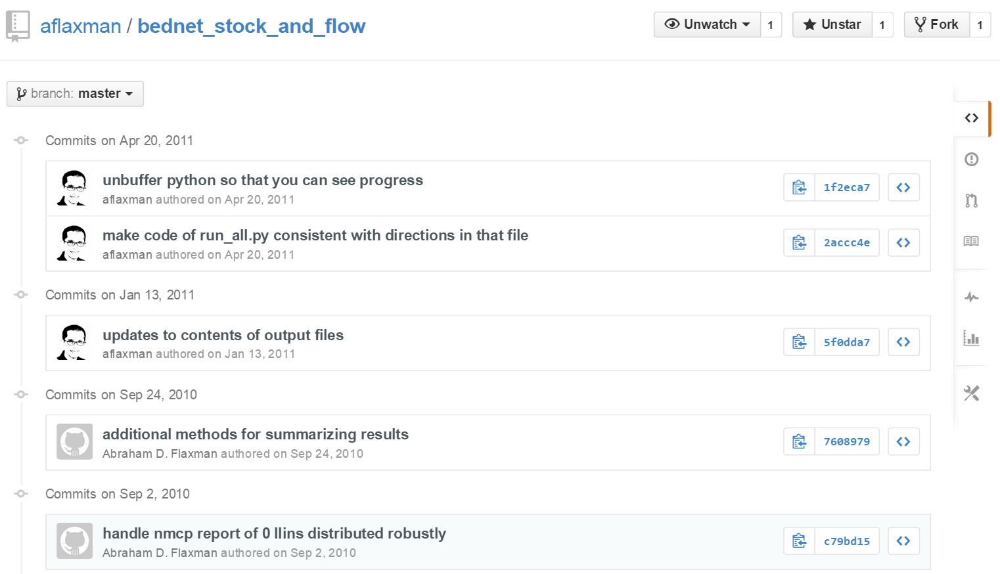 aflaxman / bednet_stock_and_flow
Unwatch 1 Unstar 1 Fork 1
branch: master
Commits on Apr 20, 2011
unbuffer python so that you can see progress
aflaxman authored on Apr 20, 2011
1f2eca7
make code of run_all.py consistent with directions in that file
aflaxman authored on Apr 20, 2011
2accc4e
Commits on Jan 13, 2011
updates to contents of output files
aflaxman authored on Jan 13, 2011
5f0dda7
Commits on Sep 24, 2010
additional methods for summarizing results
Abraham D. Flaxman authored on Sep 24, 2010
7608979
Commits on Sep 2, 2010
handle nmcp report of 0 llins distributed robustly
Abraham D. Flaxman authored on Sep 2, 2010
c79bd15